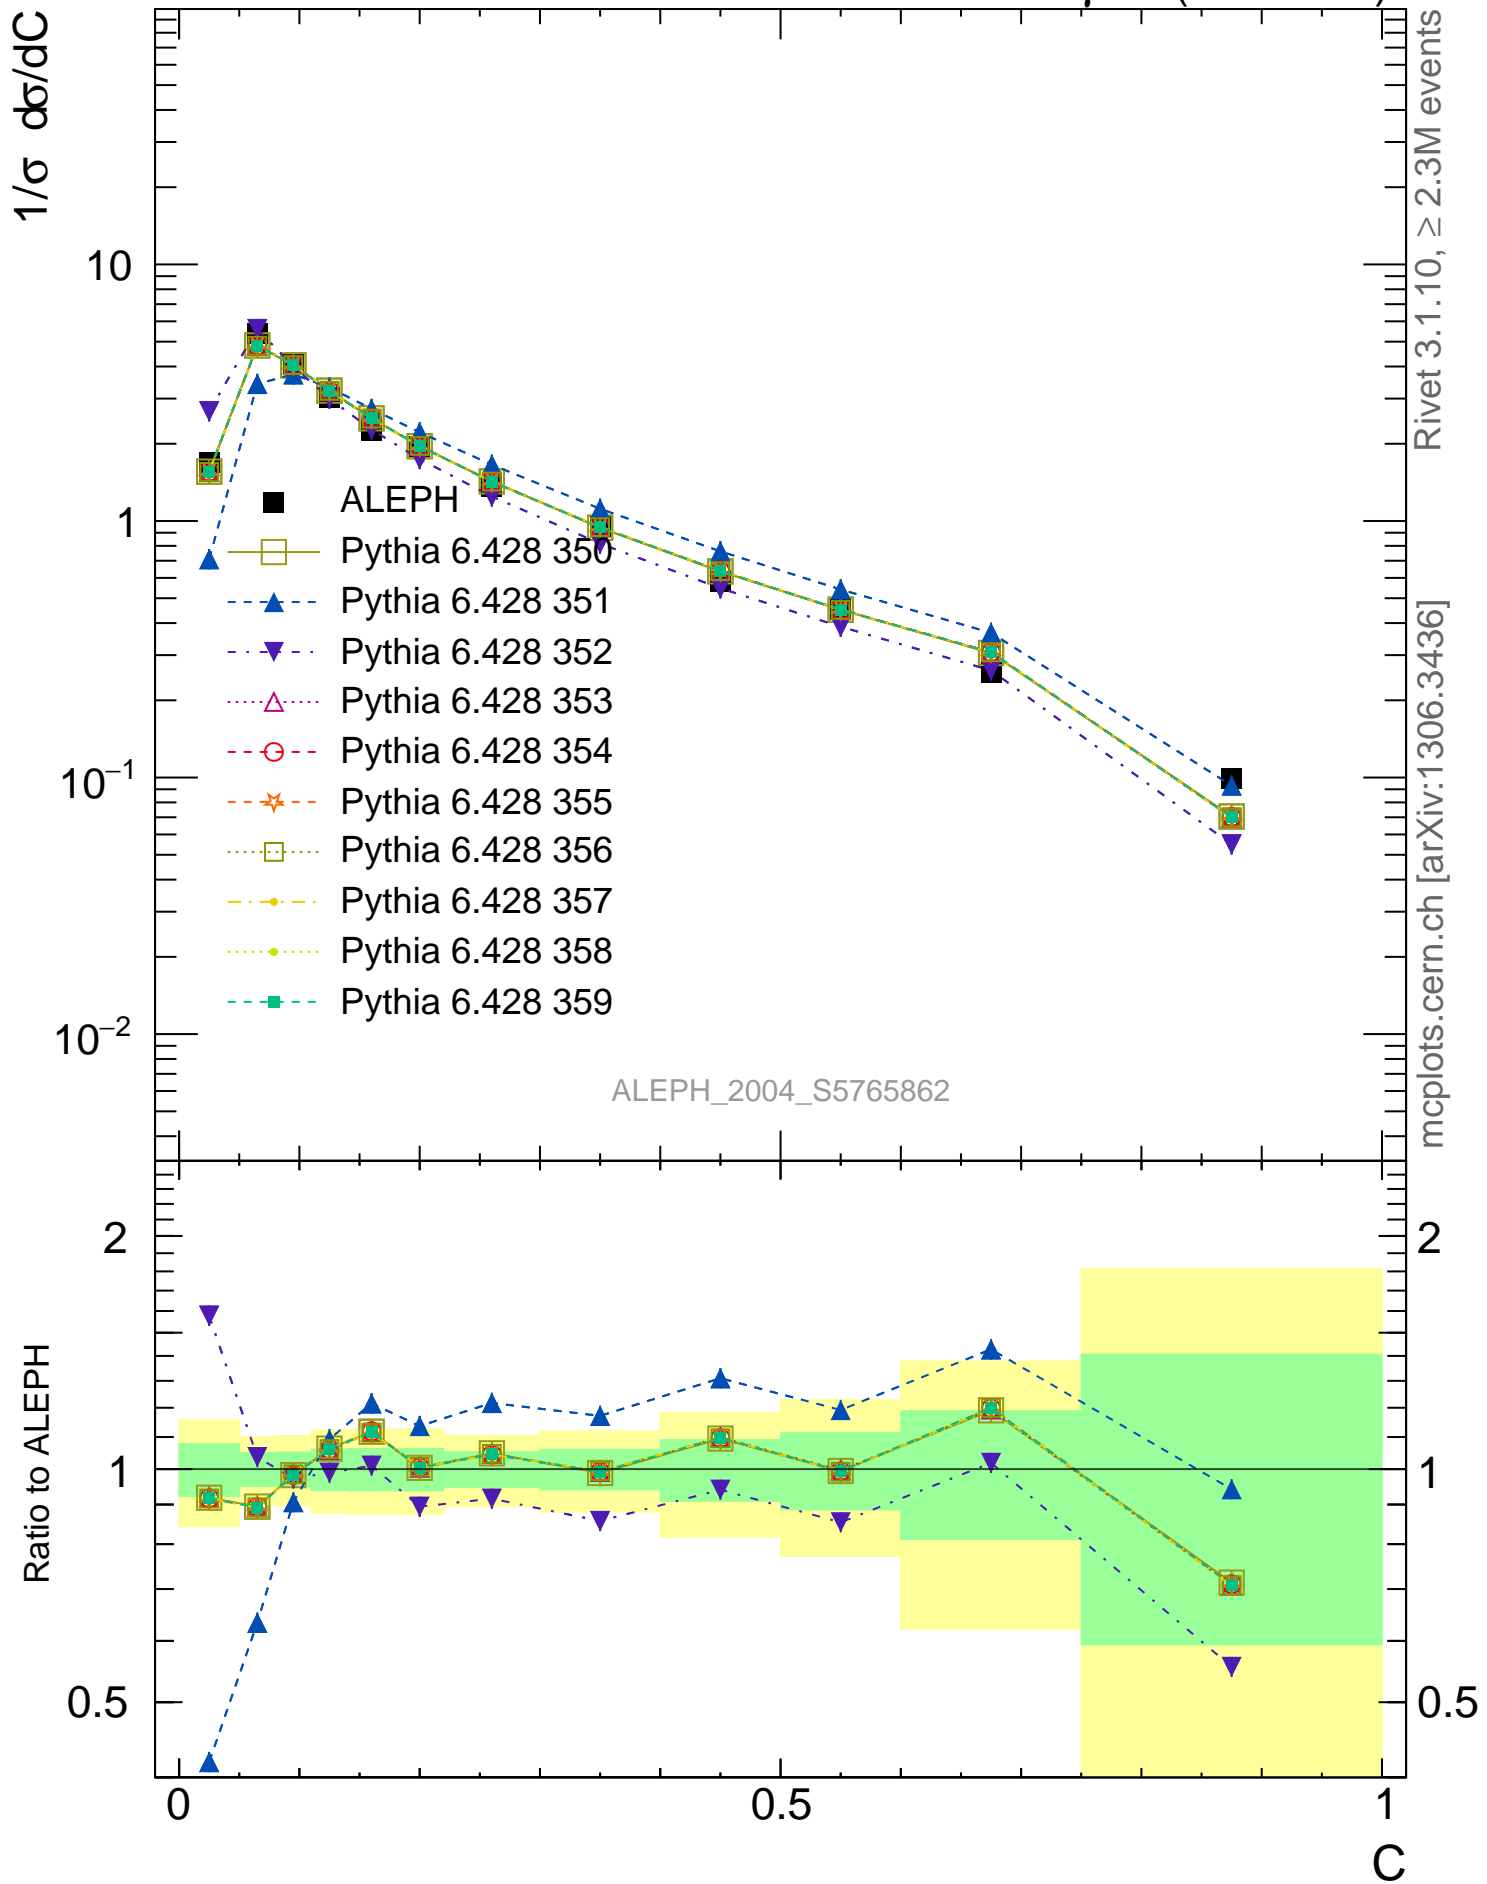 1/σ dσ/dC
10
1
10⁻¹
10⁻²
ALEPH
Pythia 6.428 350
Pythia 6.428 351
Pythia 6.428 352
Pythia 6.428 353
Pythia 6.428 354
Pythia 6.428 355
Pythia 6.428 356
Pythia 6.428 357
Pythia 6.428 358
Pythia 6.428 359
ALEPH_2004_S5765862
Rivet 3.1.10, ≥ 2.3M events
mcplots.cern.ch [arXiv:1306.3436]
Ratio to ALEPH
2
1
0.5
2
1
0.5
0
0.5
1
C